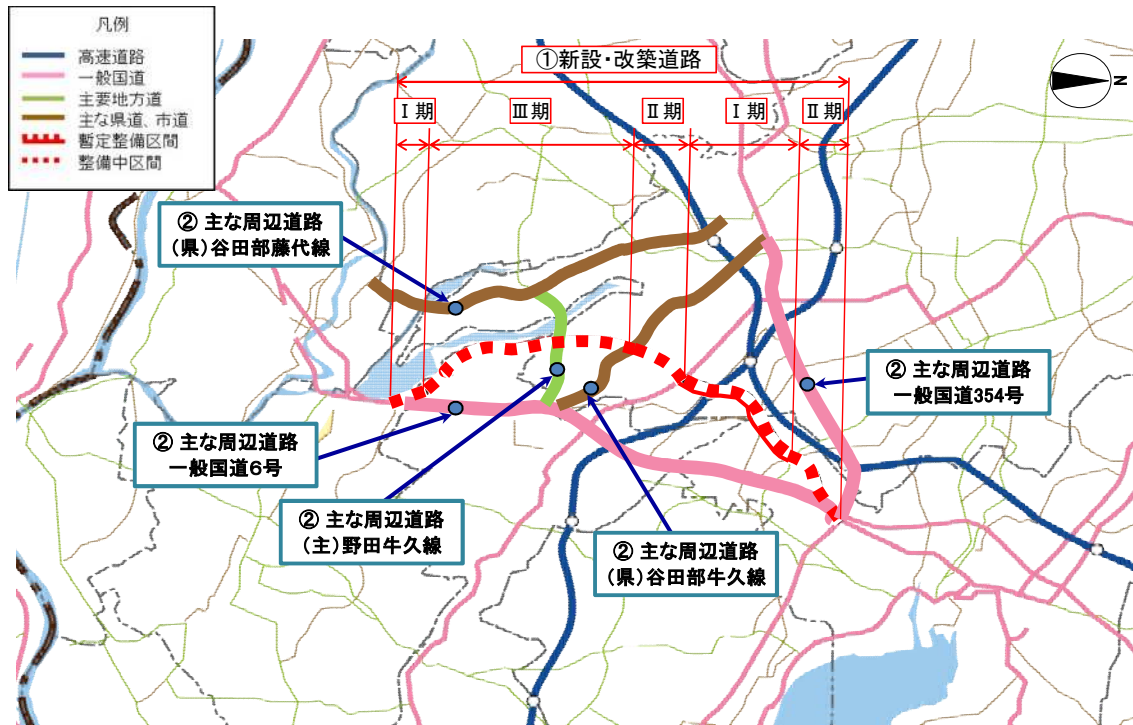 凡例
高速道路
一般国道
主要地方道
主な県道、市道
暫定整備区間
整備中区間
①新設・改築道路
Ⅰ期
Ⅲ期
Ⅱ期
Ⅰ期
Ⅱ期
N
② 主な周辺道路
(県)谷田部藤代線
② 主な周辺道路
一般国道354号
② 主な周辺道路
一般国道6号
② 主な周辺道路
(主)野田牛久線
② 主な周辺道路
(県)谷田部牛久線